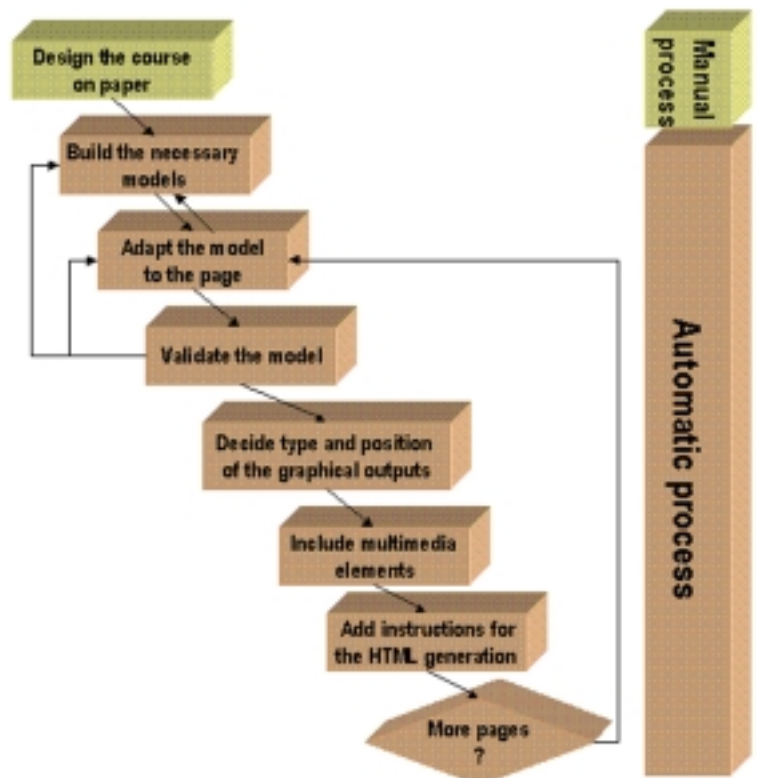 Design the course
on paper
Build the necessary
models
Adapt the model
to the page
Validate the model
Decide type and position
of the graphical outputs
Include multimedia
elements
Add instructions for
the HTML generation
More pages
?
Manual
process
Automatic process